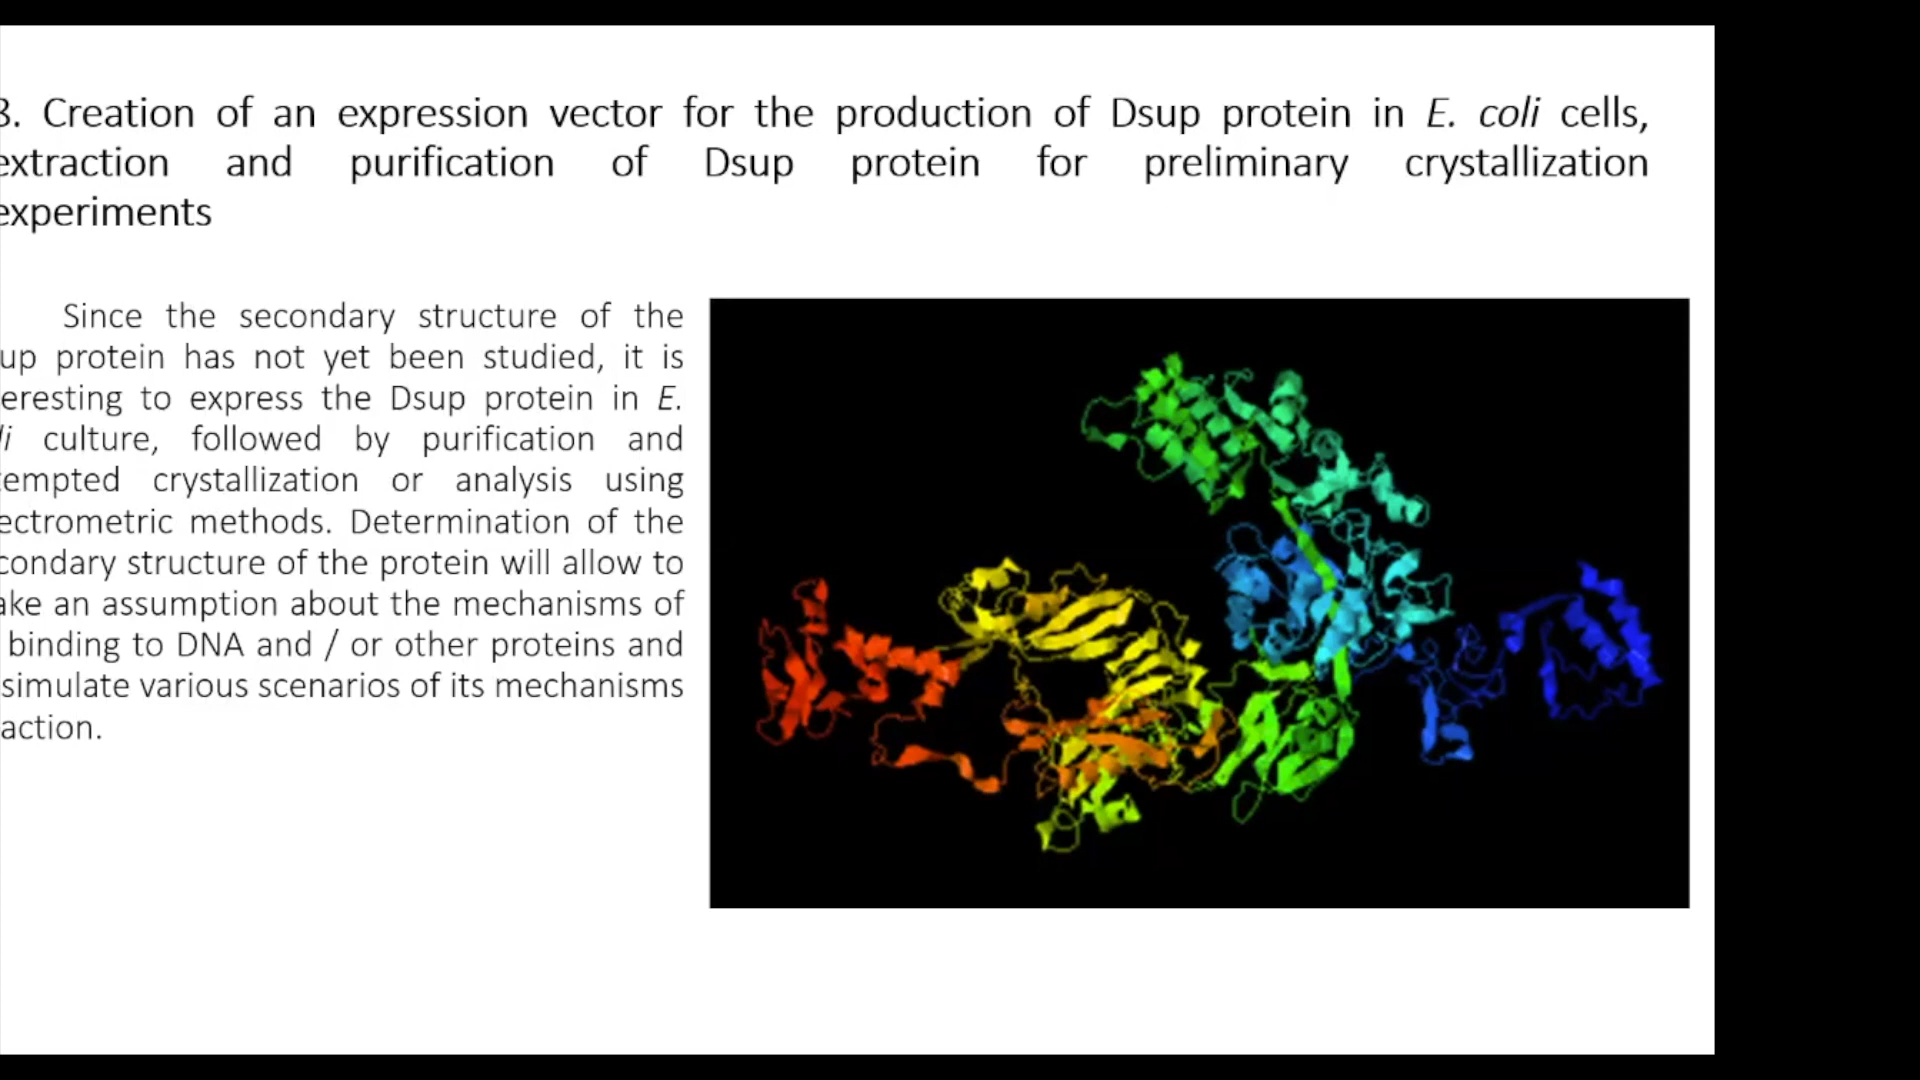 3. Creation of an expression vector for the production of Dsup protein in E. coli cells,
extraction and purification of Dsup protein for preliminary crystallization
experiments
Since the secondary structure of the
up protein has not yet been studied, it is
eresting to express the Dsup protein in E.
li culture, followed by purification and
tempted crystallization or analysis using
ectrometric methods. Determination of the
condary structure of the protein will allow to
ake an assumption about the mechanisms of
binding to DNA and / or other proteins and
simulate various scenarios of its mechanisms
action.